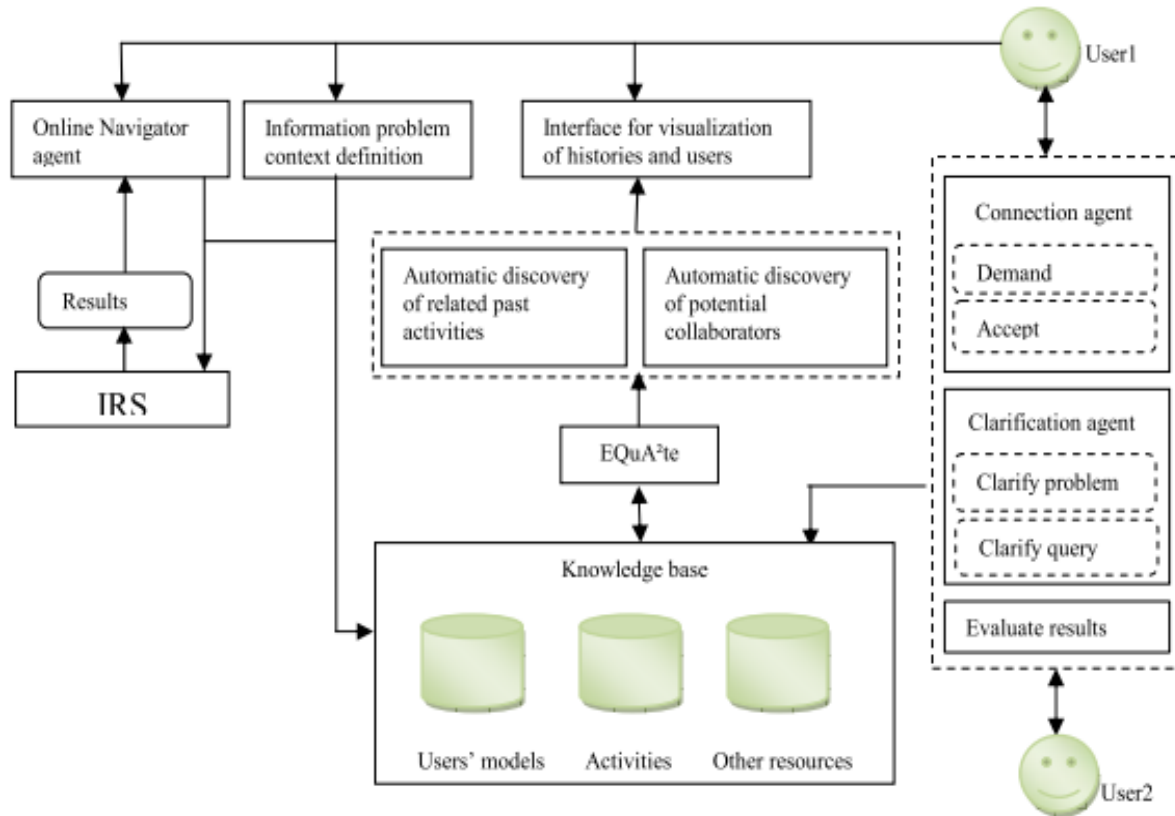 User1
Online Navigator
agent
Information problem
context definition
Interface for visualization
of histories and users
Connection agent
Demand
Accept
Automatic discovery
of related past
activities
Automatic discovery
of potential
collaborators
Results
IRS
EQuA²te
Clarification agent
Clarify problem
Clarify query
Evaluate results
Knowledge base
Users’ models
Activities
Other resources
User2